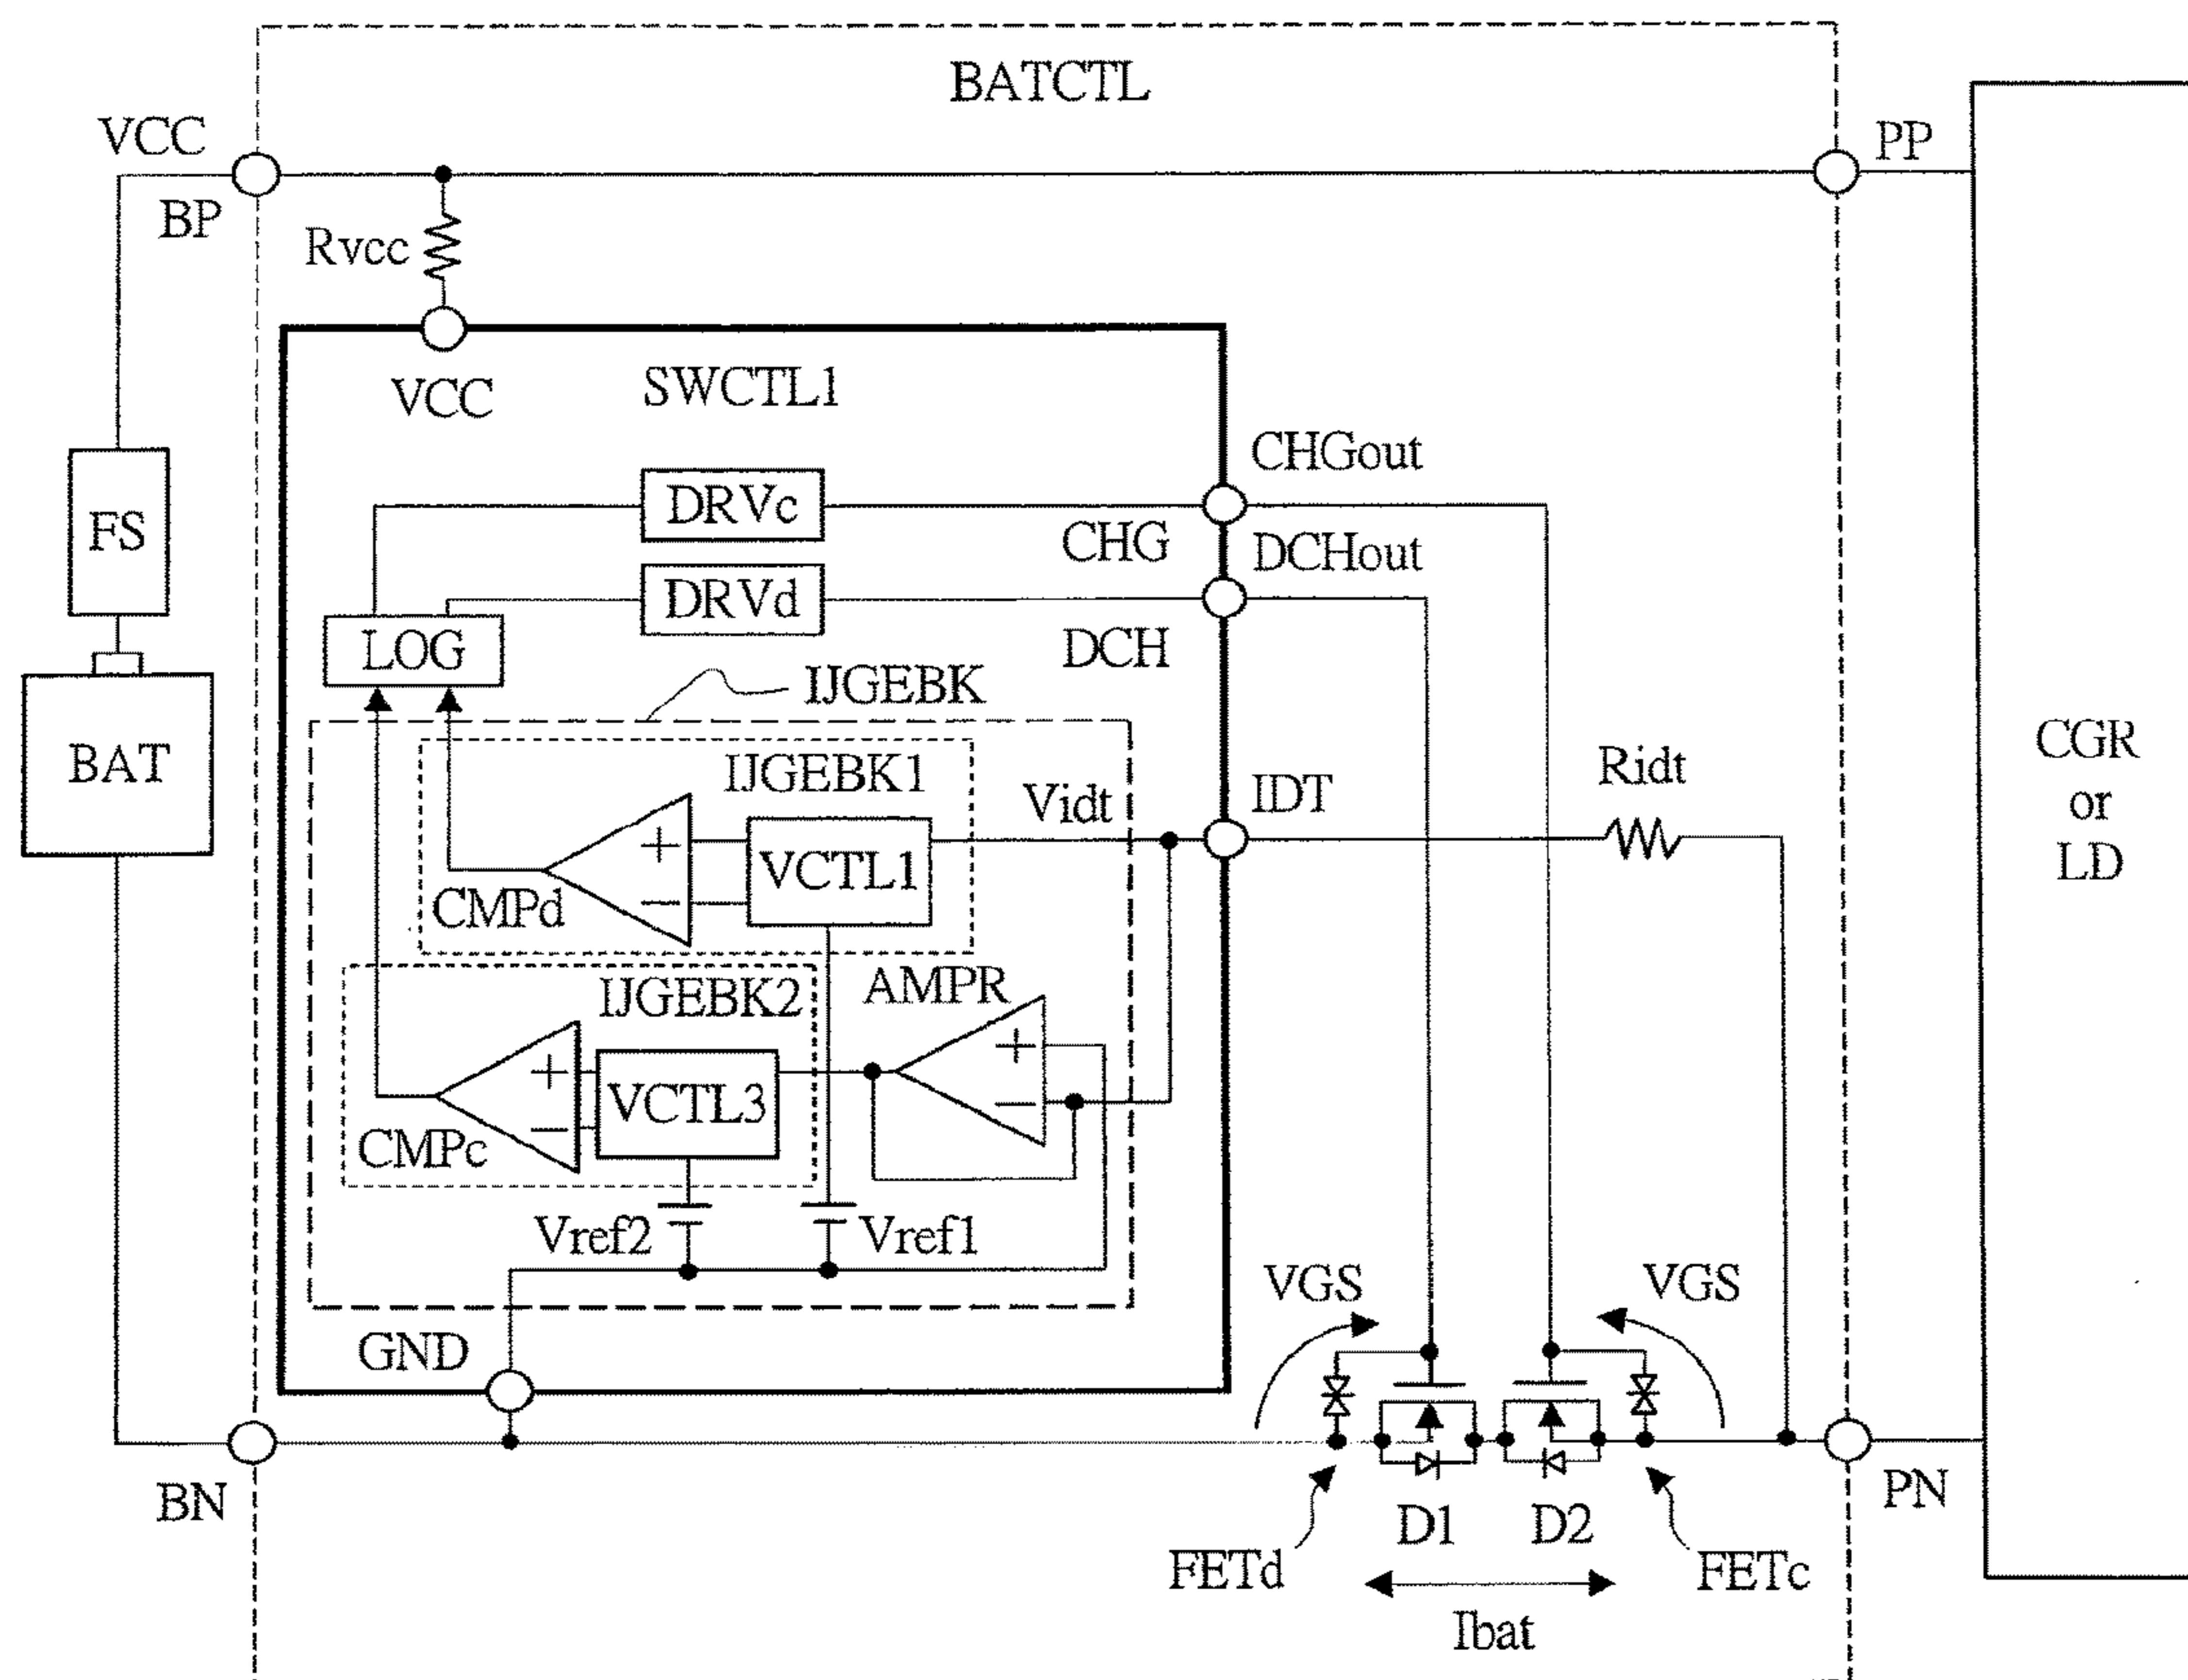 BATCTL
VCC
PP
BP
Rvcc
VCC
SWCTL1
CHGout
DRVc
FS
CHG
DCHout
DRVd
LOG
DCH
IJGEBK
BAT
IJGEBK1
CGR
or
LD
Ridt
Vidt
IDT
+
VCTL1
CMPd
−
IJGEBK2
AMPR
+
+
VCTL3
−
CMPc
−
Vref2
Vref1
VGS
VGS
GND
BN
PN
D1
D2
FETd
FETc
Ibat